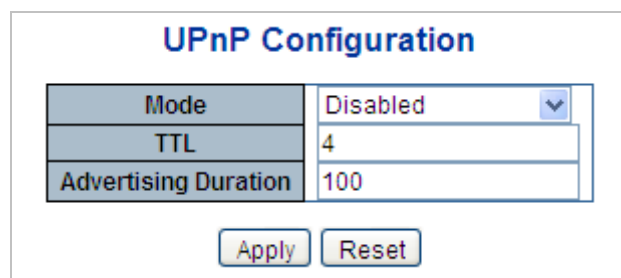 UPnP Configuration
Mode Disabled
TTL 4
Advertising Duration 100
Apply Reset